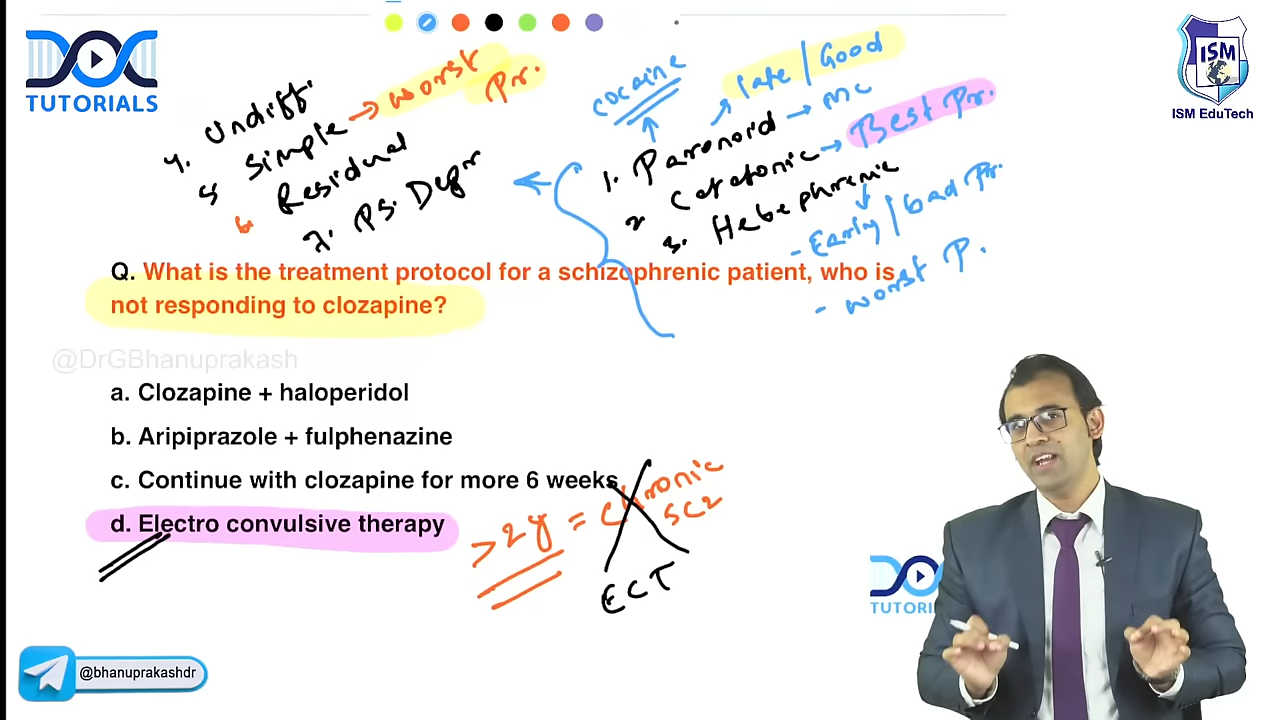 DOC
TUTORIALS
ISM
ISM EduTech
4. Undiff.
5 Simple → worst Pr.
6. Residual
7. PS. Degr
cocaine
late / Good
1. Paranoid → MC
2 Catatonic → Best Pr.
3. Hebephrenic
- Early / bad Pr.
- worst P.
Q. What is the treatment protocol for a schizophrenic patient, who is
not responding to clozapine?
@DrGBhanuprakash
a. Clozapine + haloperidol
b. Aripiprazole + fulphenazine
c. Continue with clozapine for more 6 weeks
d. Electro convulsive therapy
>2y = chronic
SCZ
ECT
DOC
TUTORI
@bhanuprakashdr